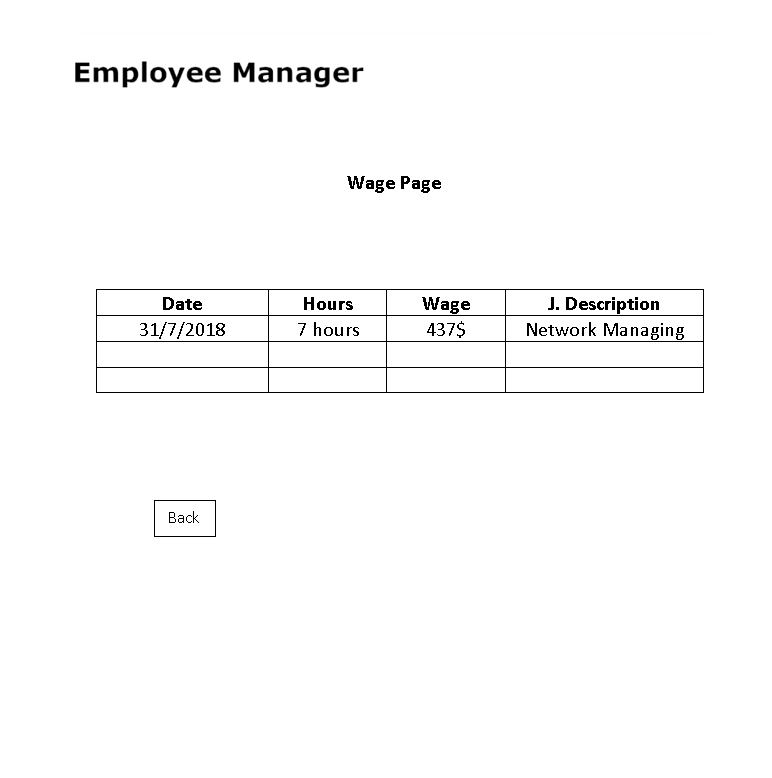 Employee Manager
Wage Page
Date Hours Wage J. Description
31/7/2018 7 hours 437$ Network Managing
Back